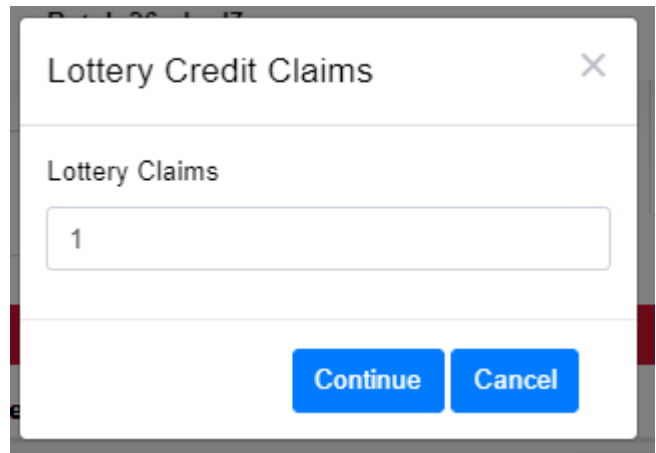 Lottery Credit Claims
×
Lottery Claims
1
Continue Cancel